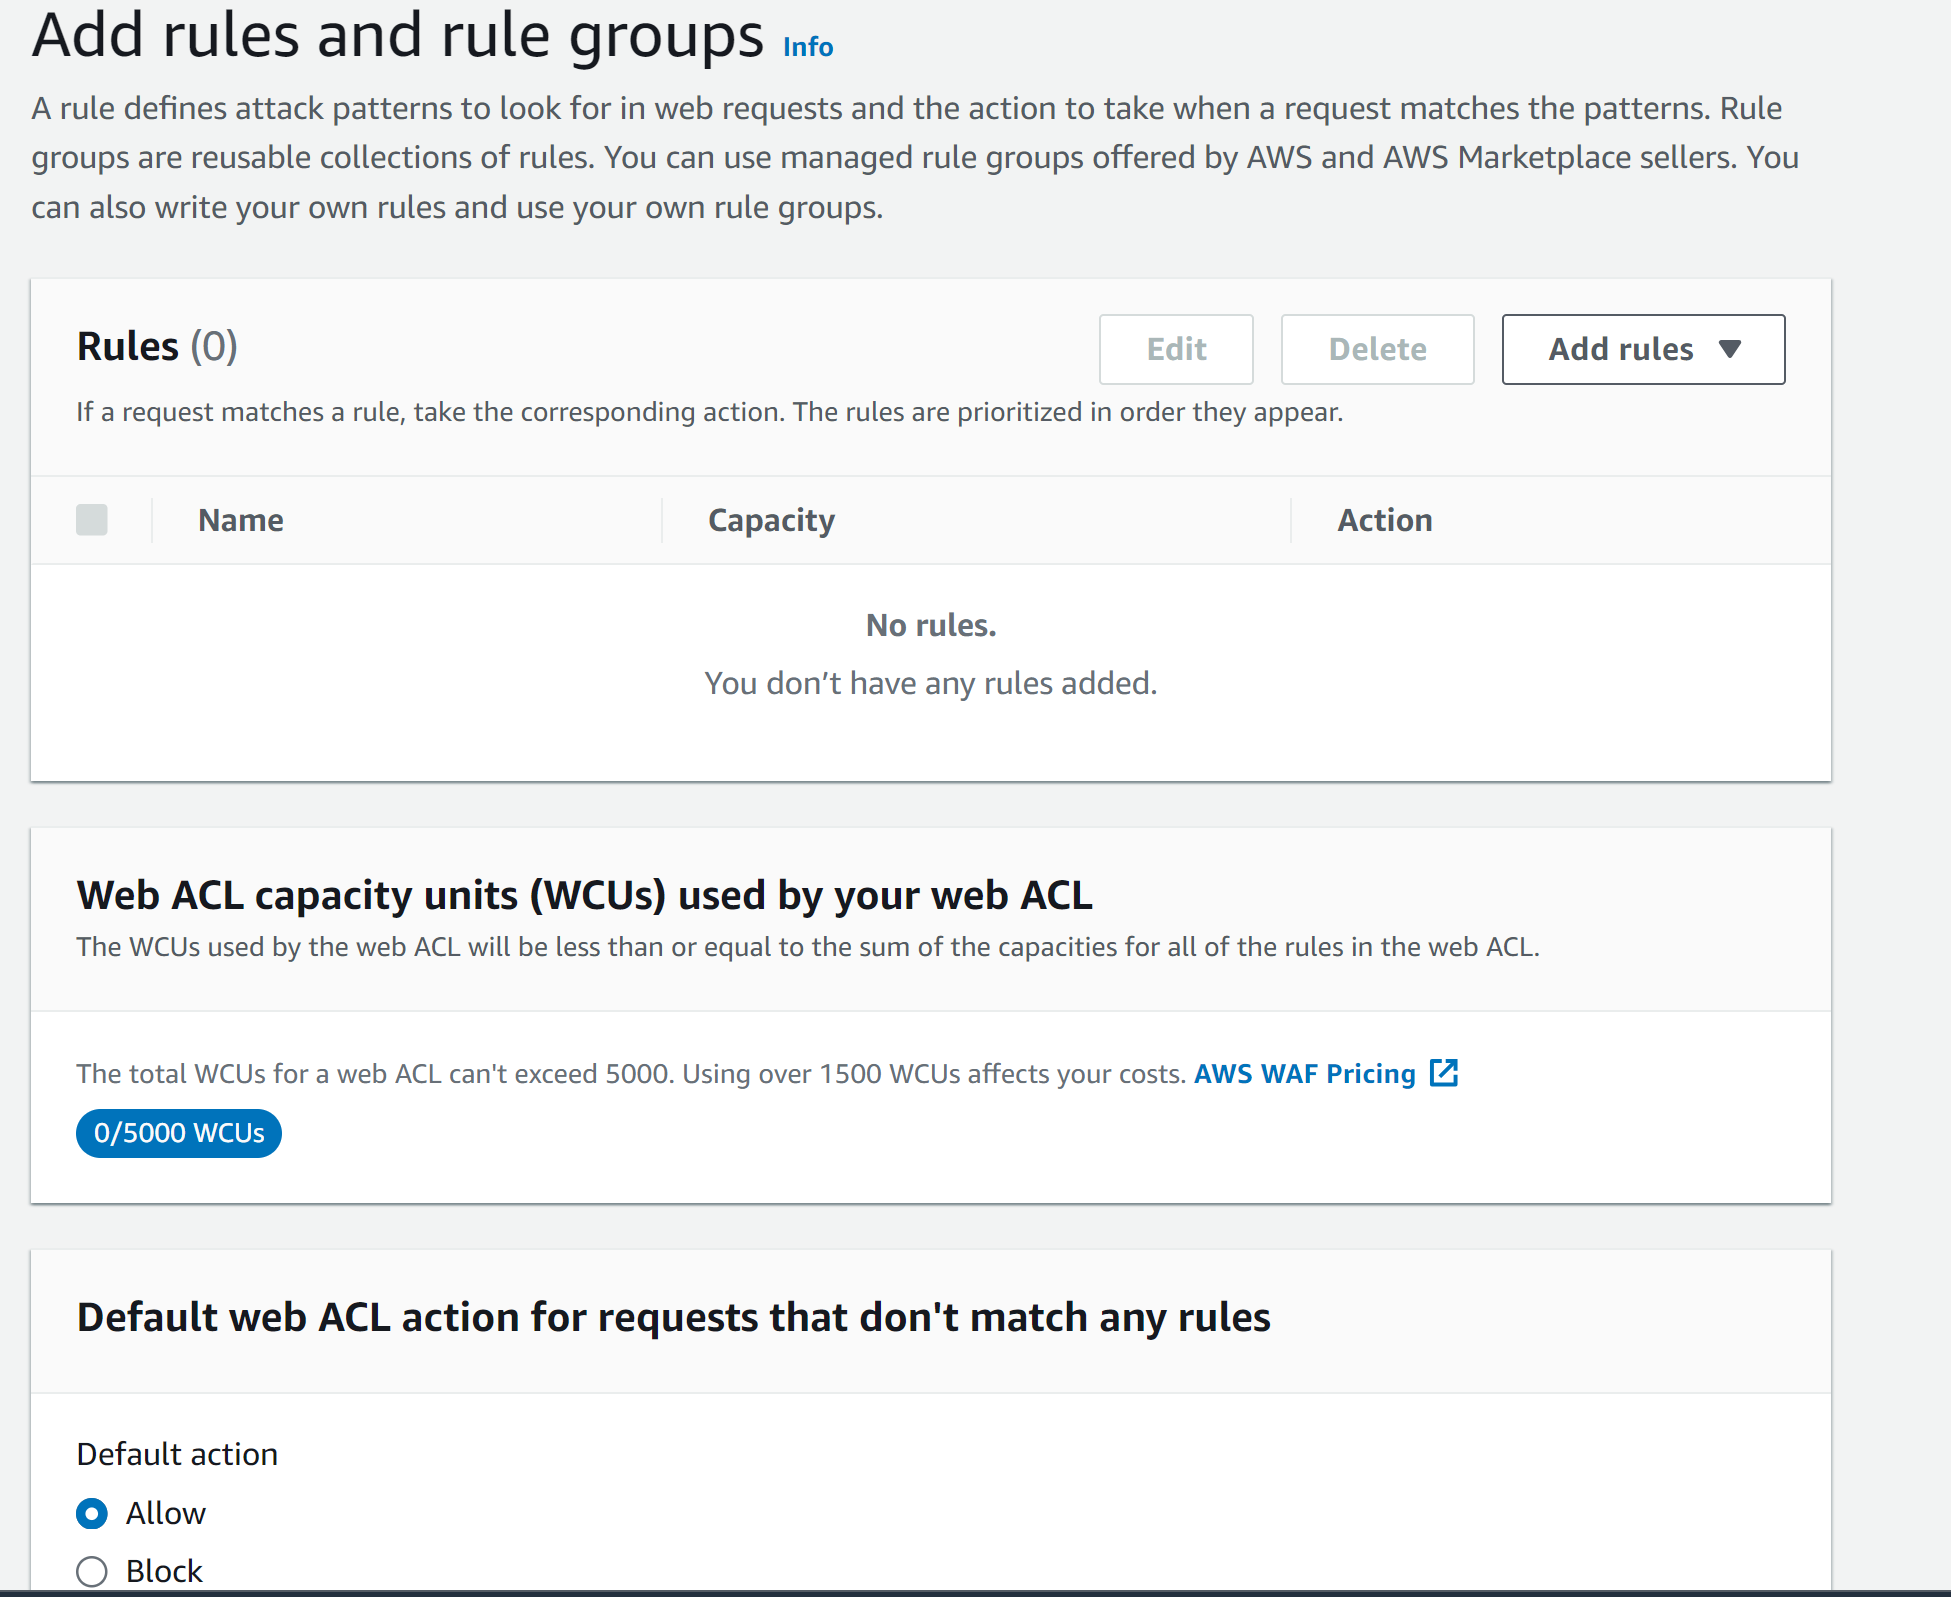 Add rules and rule groups Info
A rule defines attack patterns to look for in web requests and the action to take when a request matches the patterns. Rule
groups are reusable collections of rules. You can use managed rule groups offered by AWS and AWS Marketplace sellers. You
can also write your own rules and use your own rule groups.
Rules (0)
Edit
Delete
Add rules
If a request matches a rule, take the corresponding action. The rules are prioritized in order they appear.
Name
Capacity
Action
No rules.
You don’t have any rules added.
Web ACL capacity units (WCUs) used by your web ACL
The WCUs used by the web ACL will be less than or equal to the sum of the capacities for all of the rules in the web ACL.
The total WCUs for a web ACL can't exceed 5000. Using over 1500 WCUs affects your costs. AWS WAF Pricing
0/5000 WCUs
Default web ACL action for requests that don't match any rules
Default action
Allow
Block